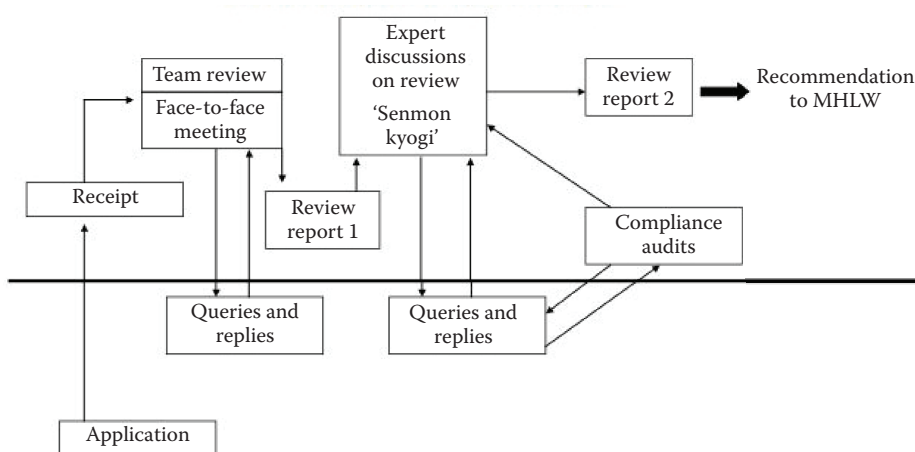 Team review
Face-to-face
meeting
Receipt
Review
report 1
Expert
discussions
on review
‘Senmon
kyogi’
Review
report 2
Recommendation
to MHLW
Compliance
audits
Queries and
replies
Queries and
replies
Application